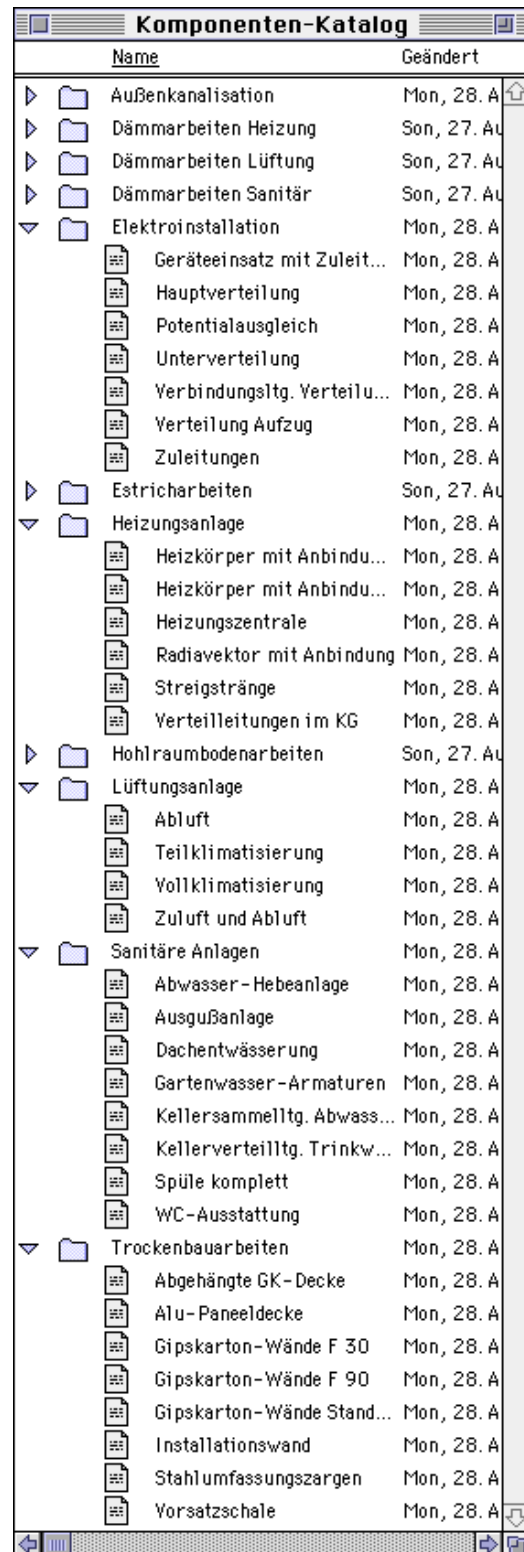 Komponenten-Katalog
Name Geändert
Außenkanalisation Mon, 28. A
Dämmarbeiten Heizung Son, 27. Au
Dämmarbeiten Lüftung Son, 27. Au
Dämmarbeiten Sanitär Son, 27. Au
Elektroinstallation Mon, 28. A
Geräteeinsatz mit Zuleit... Mon, 28. A
Hauptverteilung Mon, 28. A
Potentialausgleich Mon, 28. A
Unterverteilung Mon, 28. A
Verbindungsltg. Verteilu... Mon, 28. A
Verteilung Aufzug Mon, 28. A
Zuleitungen Mon, 28. A
Estricharbeiten Son, 27. Au
Heizungsanlage Mon, 28. A
Heizkörper mit Anbindu... Mon, 28. A
Heizkörper mit Anbindu... Mon, 28. A
Heizungszentrale Mon, 28. A
Radiavektor mit Anbindung Mon, 28. A
Streigstränge Mon, 28. A
Verteilleitungen im KG Mon, 28. A
Hohlraumbodenarbeiten Son, 27. Au
Lüftungsanlage Mon, 28. A
Abluft Mon, 28. A
Teilklimatisierung Mon, 28. A
Vollklimatisierung Mon, 28. A
Zuluft und Abluft Mon, 28. A
Sanitäre Anlagen Mon, 28. A
Abwasser-Hebeanlage Mon, 28. A
Ausgußanlage Mon, 28. A
Dachentwässerung Mon, 28. A
Gartenwasser-Armaturen Mon, 28. A
Kellersammelltg. Abwass... Mon, 28. A
Kellerverteilltg. Trinkw... Mon, 28. A
Spüle komplett Mon, 28. A
WC-Ausstattung Mon, 28. A
Trockenbauarbeiten Mon, 28. A
Abgehängte GK-Decke Mon, 28. A
Alu-Paneeldecke Mon, 28. A
Gipskarton-Wände F 30 Mon, 28. A
Gipskarton-Wände F 90 Mon, 28. A
Gipskarton-Wände Stand... Mon, 28. A
Installationswand Mon, 28. A
Stahlumfassungszargen Mon, 28. A
Vorsatzschale Mon, 28. A